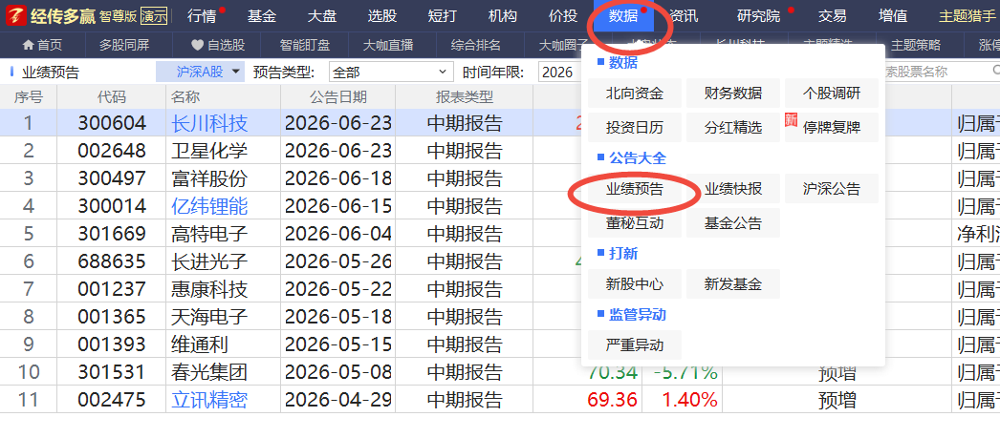 经传多赢 智尊版 演示 行情 基金 大盘 选股 短打 机构 价投 数据 资讯 研究院 交易 增值 主题猎手
首页 多股同屏 自选股 智能盯盘 大咖直播 综合排名 大咖圈子 主题策略
业绩预告 沪深A股 预告类型: 全部 时间年限: 2026 索股票名称
序号 代码 名称 公告日期 报表类型
1 300604 长川科技 2026-06-23 中期报告 2 归属于
2 002648 卫星化学 2026-06-23 中期报告 归属于
3 300497 富祥股份 2026-06-18 中期报告 归属于
4 300014 亿纬锂能 2026-06-15 中期报告 归属于
5 301669 高特电子 2026-06-04 中期报告 净利润
6 688635 长进光子 2026-05-26 中期报告 4 归属于
7 001237 惠康科技 2026-05-22 中期报告 归属于
8 001365 天海电子 2026-05-18 中期报告 归属于
9 001393 维通利 2026-05-15 中期报告 归属于
10 301531 春光集团 2026-05-08 中期报告 70.34 -5.71% 预增 归属于
11 002475 立讯精密 2026-04-29 中期报告 69.36 1.40% 预增 归属于
数据
北向资金 财务数据 个股调研
投资日历 分红精选 新 停牌复牌
公告大全
业绩预告 业绩快报 沪深公告
董秘互动 基金公告
打新
新股中心 新发基金
监管异动
严重异动